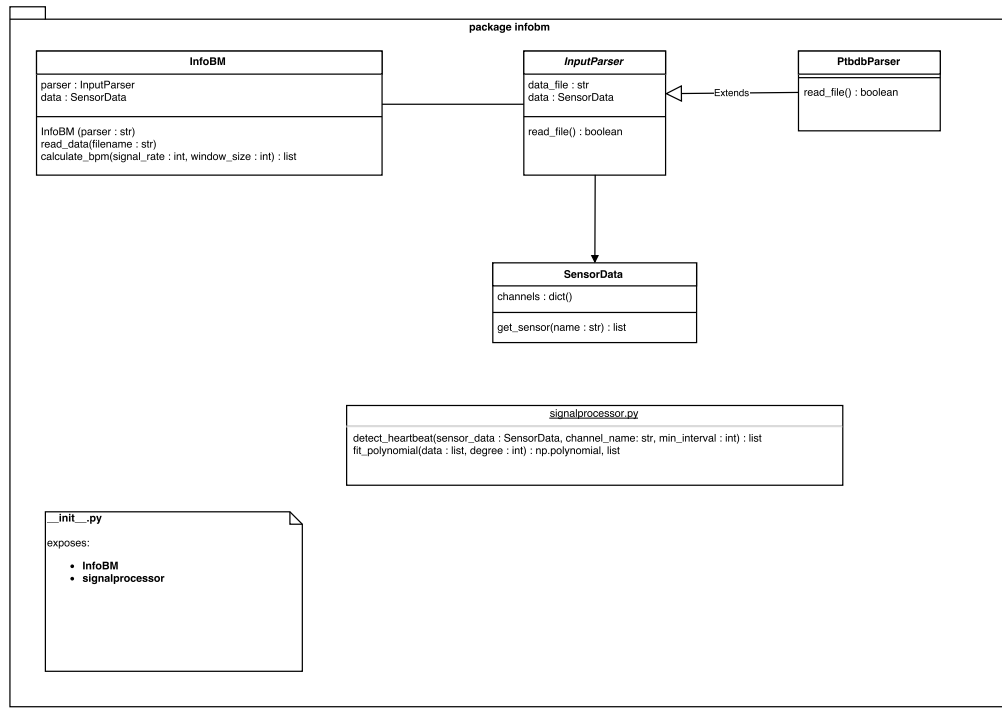 package infobm
InfoBM
parser : InputParser
data : SensorData
InfoBM (parser : str)
read_data(filename : str)
calculate_bpm(signal_rate : int, window_size : int) : list
InputParser
data_file : str
data : SensorData
read_file() : boolean
Extends
PtbdbParser
read_file() : boolean
SensorData
channels : dict()
get_sensor(name : str) : list
signalprocessor.py
detect_heartbeat(sensor_data : SensorData, channel_name: str, min_interval : int) : list
fit_polynomial(data : list, degree : int) : np.polynomial, list
__init__.py
exposes:
• InfoBM
• signalprocessor